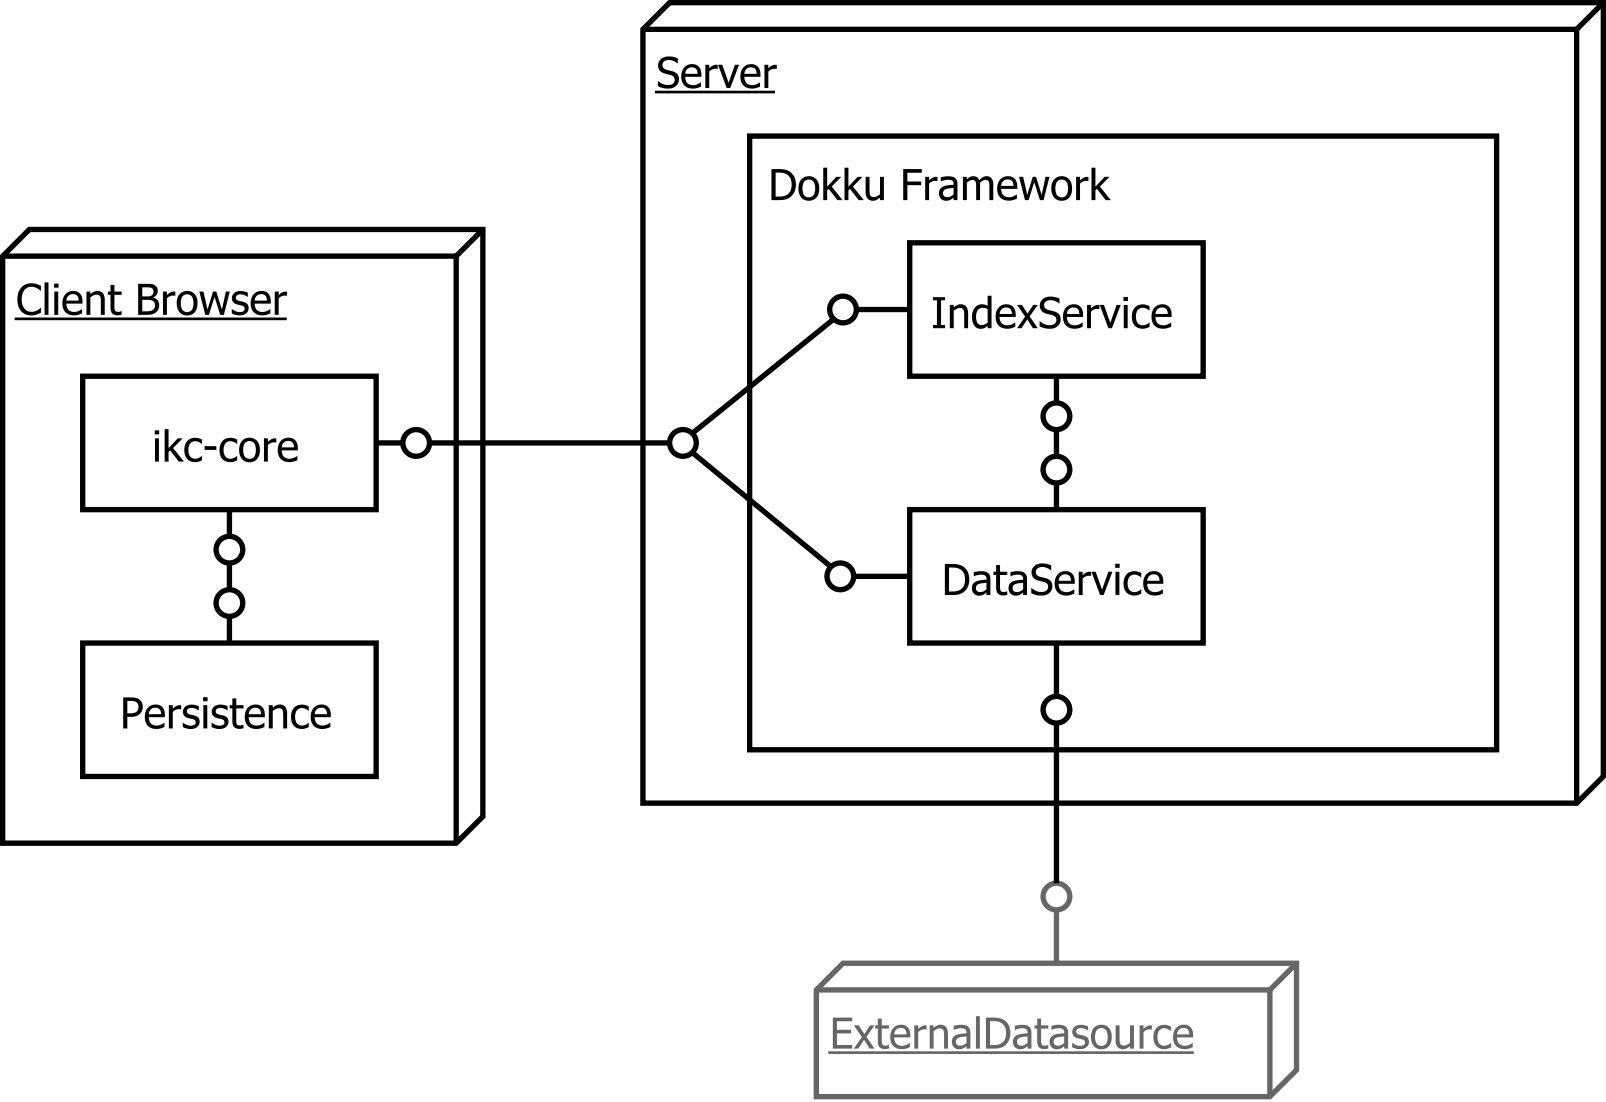 Server
Dokku Framework
IndexService
Client Browser
ikc-core
DataService
Persistence
ExternalDatasource